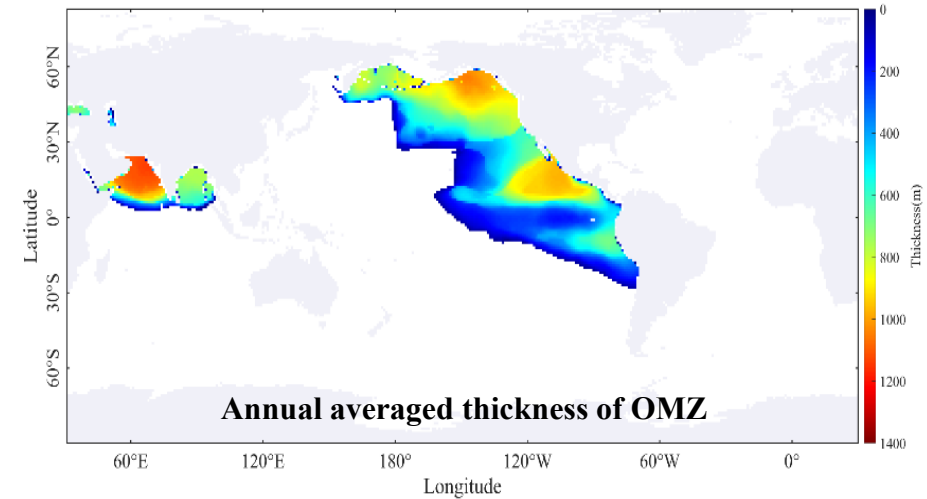 60°N
30°N
0°
30°S
60°S
Latitude
Annual averaged thickness of OMZ
60°E
120°E
180°
120°W
60°W
0°
Longitude
0
200
400
600
800
1000
1200
1400
Thickness(m)